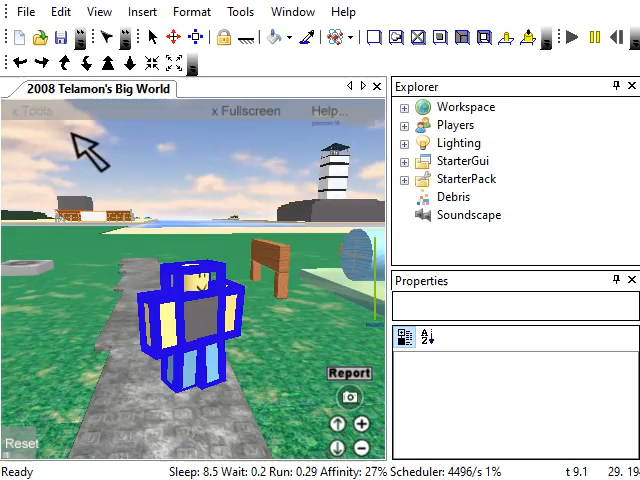 File Edit View Insert Format Tools Window Help
2008 Telamon's Big World
x Tools x Fullscreen Help...
Report
Reset
Explorer
Workspace
Players
Lighting
StarterGui
StarterPack
Debris
Soundscape
Properties
Ready Sleep: 8.5 Wait: 0.2 Run: 0.29 Affinity: 27% Scheduler: 4496/s 1% t 9.1 29. 19